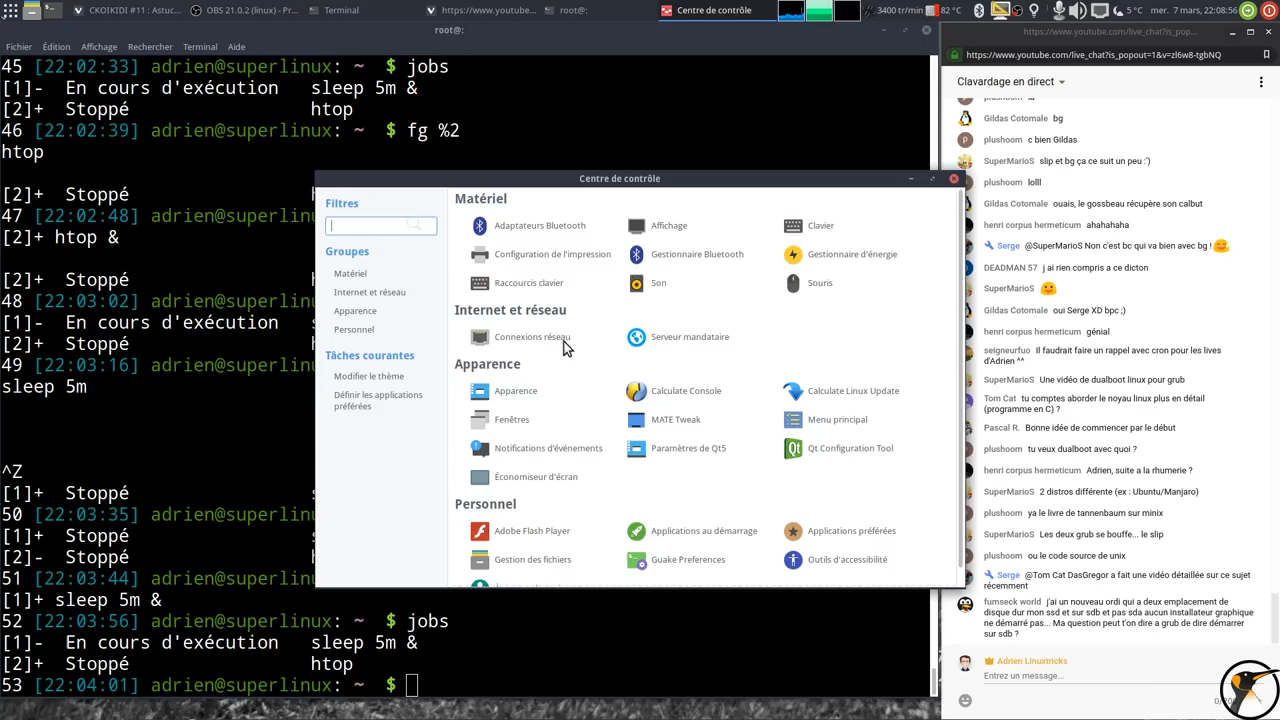 CKOIKIDI #11 : Astuc...
OBS 21.0.2 (linux) - Pr...
Terminal
https://www.youtube...
root@:
Centre de contrôle
3400 tr/min
82 °C
5 °C
mar. 7 mars, 22:08:56
root@:
Fichier Édition Affichage Rechercher Terminal Aide
45 [22:02:33] adrien@superlinux: ~ $ jobs
[1]- En cours d'exécution sleep 5m &
[2]+ Stoppé htop
46 [22:02:39] adrien@superlinux: ~ $ fg %2
htop
[2]+ Stoppé
47 [22:02:48] adrien@superlinu
[2]+ htop &
[2]+ Stoppé
[1]- En cours d'exécution
[2]+ Stoppé
49 [22:03:16] adrien@superlinu
sleep 5m
^Z
[1]+ Stoppé
50 [22:03:35] adrien@superlinu
[1]+ Stoppé
[2]- Stoppé
51 [22:03:44] adrien@superlinu
[1]+ sleep 5m &
52 [22:03:56] adrien@superlinux: ~ $ jobs
[1]- En cours d'exécution sleep 5m &
[2]+ Stoppé htop
53 [22:04:01] adrien@superlinux: ~ $
Centre de contrôle
Filtres
Groupes
Matériel
Internet et réseau
Apparence
Personnel
Tâches courantes
Modifier le thème
Définir les applications
préférées
Matériel
Adaptateurs Bluetooth Affichage Clavier
Configuration de l'impression Gestionnaire Bluetooth Gestionnaire d'énergie
Raccourcis clavier Son Souris
Internet et réseau
Connexions réseau Serveur mandataire
Apparence
Apparence Calculate Console Calculate Linux Update
Fenêtres MATE Tweak Menu principal
Notifications d'événements Paramètres de Qt5 Qt Configuration Tool
Économiseur d'écran
Personnel
Adobe Flash Player Applications au démarrage Applications préférées
Gestion des fichiers Guake Preferences Outils d'accessibilité
https://www.youtube.com/live_chat?is_pop...
https://www.youtube.com/live_chat?is_popout=1&v=zl6w8-tgbNQ
Clavardage en direct
plushoom la
Gildas Cotomale bg
plushoom c bien Gildas
SuperMarioS slip et bg ça ce suit un peu :')
plushoom lolll
Gildas Cotomale ouais, le gossbeau récupère son calbut
henri corpus hermeticum ahahahaha
Serge @SuperMarioS Non c'est bc qui va bien avec bg !
DEADMAN 57 j ai rien compris a ce dicton
SuperMarioS
Gildas Cotomale oui Serge XD bpc ;)
henri corpus hermeticum génial
seigneurfuo Il faudrait faire un rappel avec cron pour les lives
d'Adrien ^^
SuperMarioS Une vidéo de dualboot linux pour grub
Tom Cat tu comptes aborder le noyau linux plus en détail
(programme en C) ?
Pascal R. Bonne idée de commencer par le début
plushoom tu veux dualboot avec quoi ?
henri corpus hermeticum Adrien, suite a la rhumerie ?
SuperMarioS 2 distros différente (ex : Ubuntu/Manjaro)
plushoom ya le livre de tannenbaum sur minix
SuperMarioS Les deux grub se bouffe... le slip
plushoom ou le code source de unix
Serge @Tom Cat DasGregor a fait une vidéo détaillée sur ce sujet
récemment
fumseck world j'ai un nouveau ordi qui a deux emplacement de
disque dur mon ssd et sur sdb et pas sda aucun installateur graphique
ne démarré pas... Ma question peut t'on dire a grub de dire démarrer
sur sdb ?
Adrien Linuxtricks
Entrez un message...